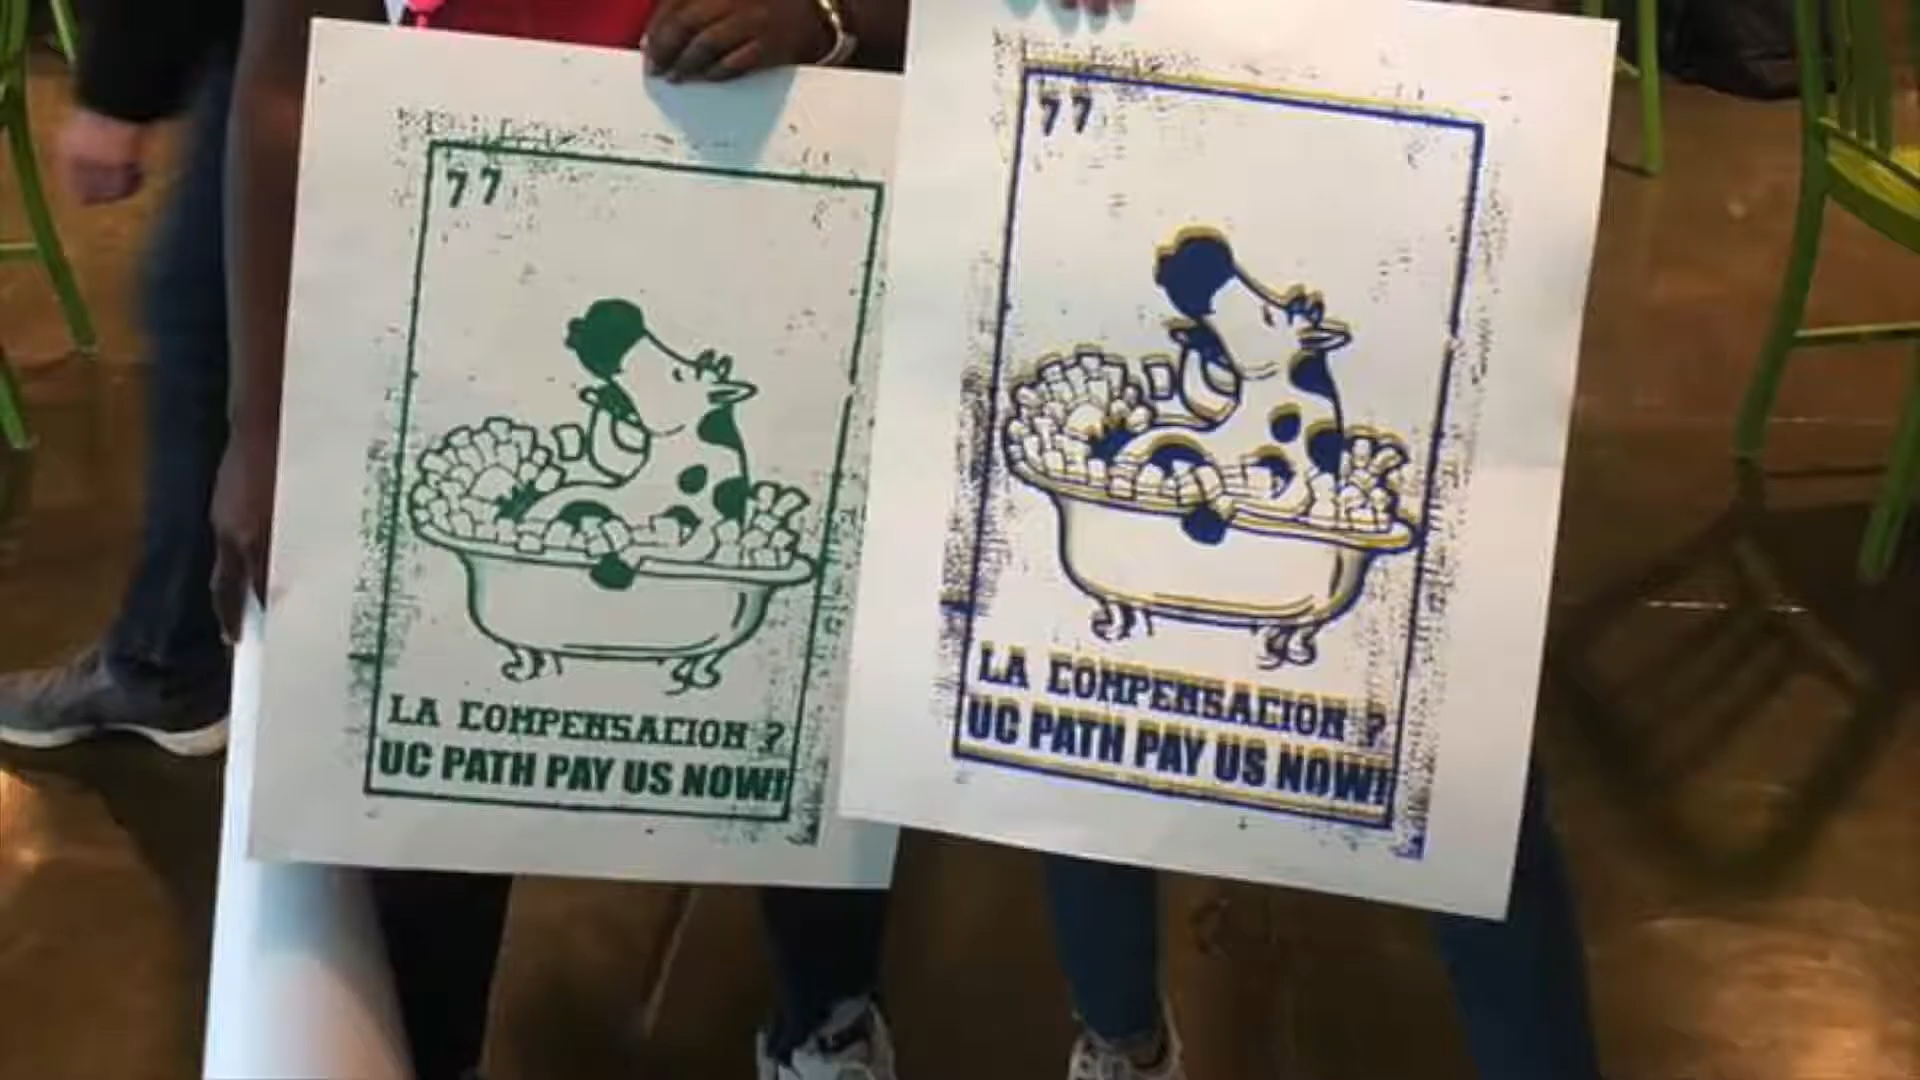 77
LA COMPENSACION ?
UC PATH PAY US NOW!
77
LA COMPENSACION ?
UC PATH PAY US NOW!